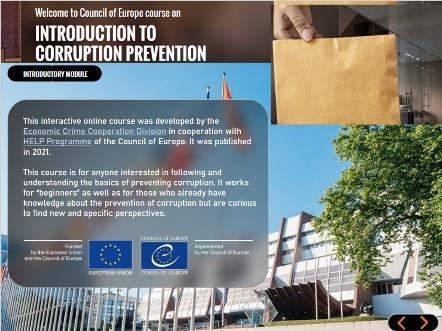 Welcome to Council of Europe course on
INTRODUCTION TO
CORRUPTION PREVENTION
INTRODUCTORY MODULE
This interactive online course was developed by the
Economic Crime Cooperation Division in cooperation with
HELP Programme of the Council of Europe. It was published
in 2021.
This course is for anyone interested in following and
understanding the basics of preventing corruption. It works
for "beginners" as well as for those who already have
knowledge about the prevention of corruption but are curious
to find new and specific perspectives.
Funded
by the European Union
and the Council of Europe
EUROPEAN UNION
COUNCIL OF EUROPE
CONSEIL DE L'EUROPE
Implemented
by the Council of Europe